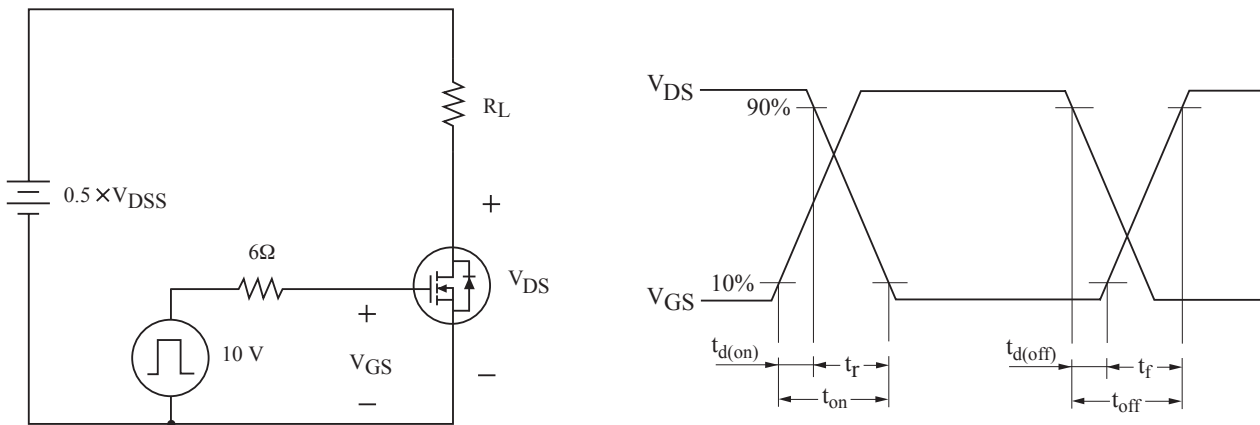 R_L
0.5 ×V_DSS
+
6Ω
V_DS
+
10 V
V_GS
−
−
V_DS
90%
10%
V_GS
t_d(on)
t_r
t_on
t_d(off)
t_f
t_off